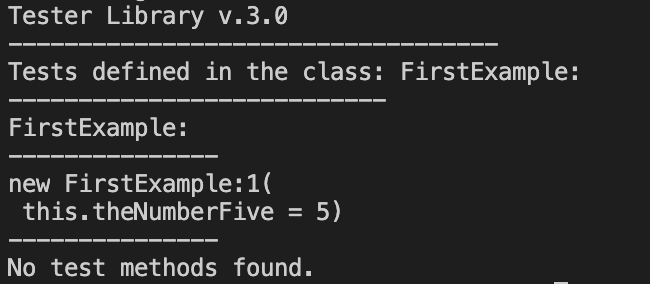 Tester Library v.3.0
-----------------------------------
Tests defined in the class: FirstExample:
---------------------------
FirstExample:
---------------
new FirstExample:1(
 this.theNumberFive = 5)
---------------
No test methods found.